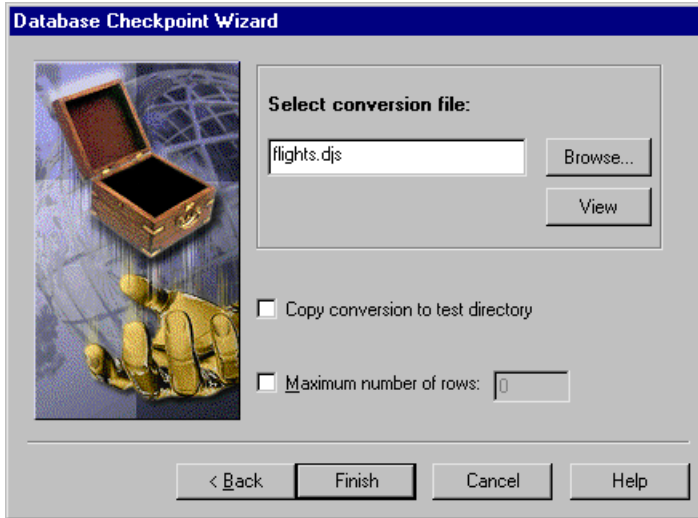 Database Checkpoint Wizard
Select conversion file:
flights.djs
Browse...
View
Copy conversion to test directory
Maximum number of rows: 0
< Back Finish Cancel Help